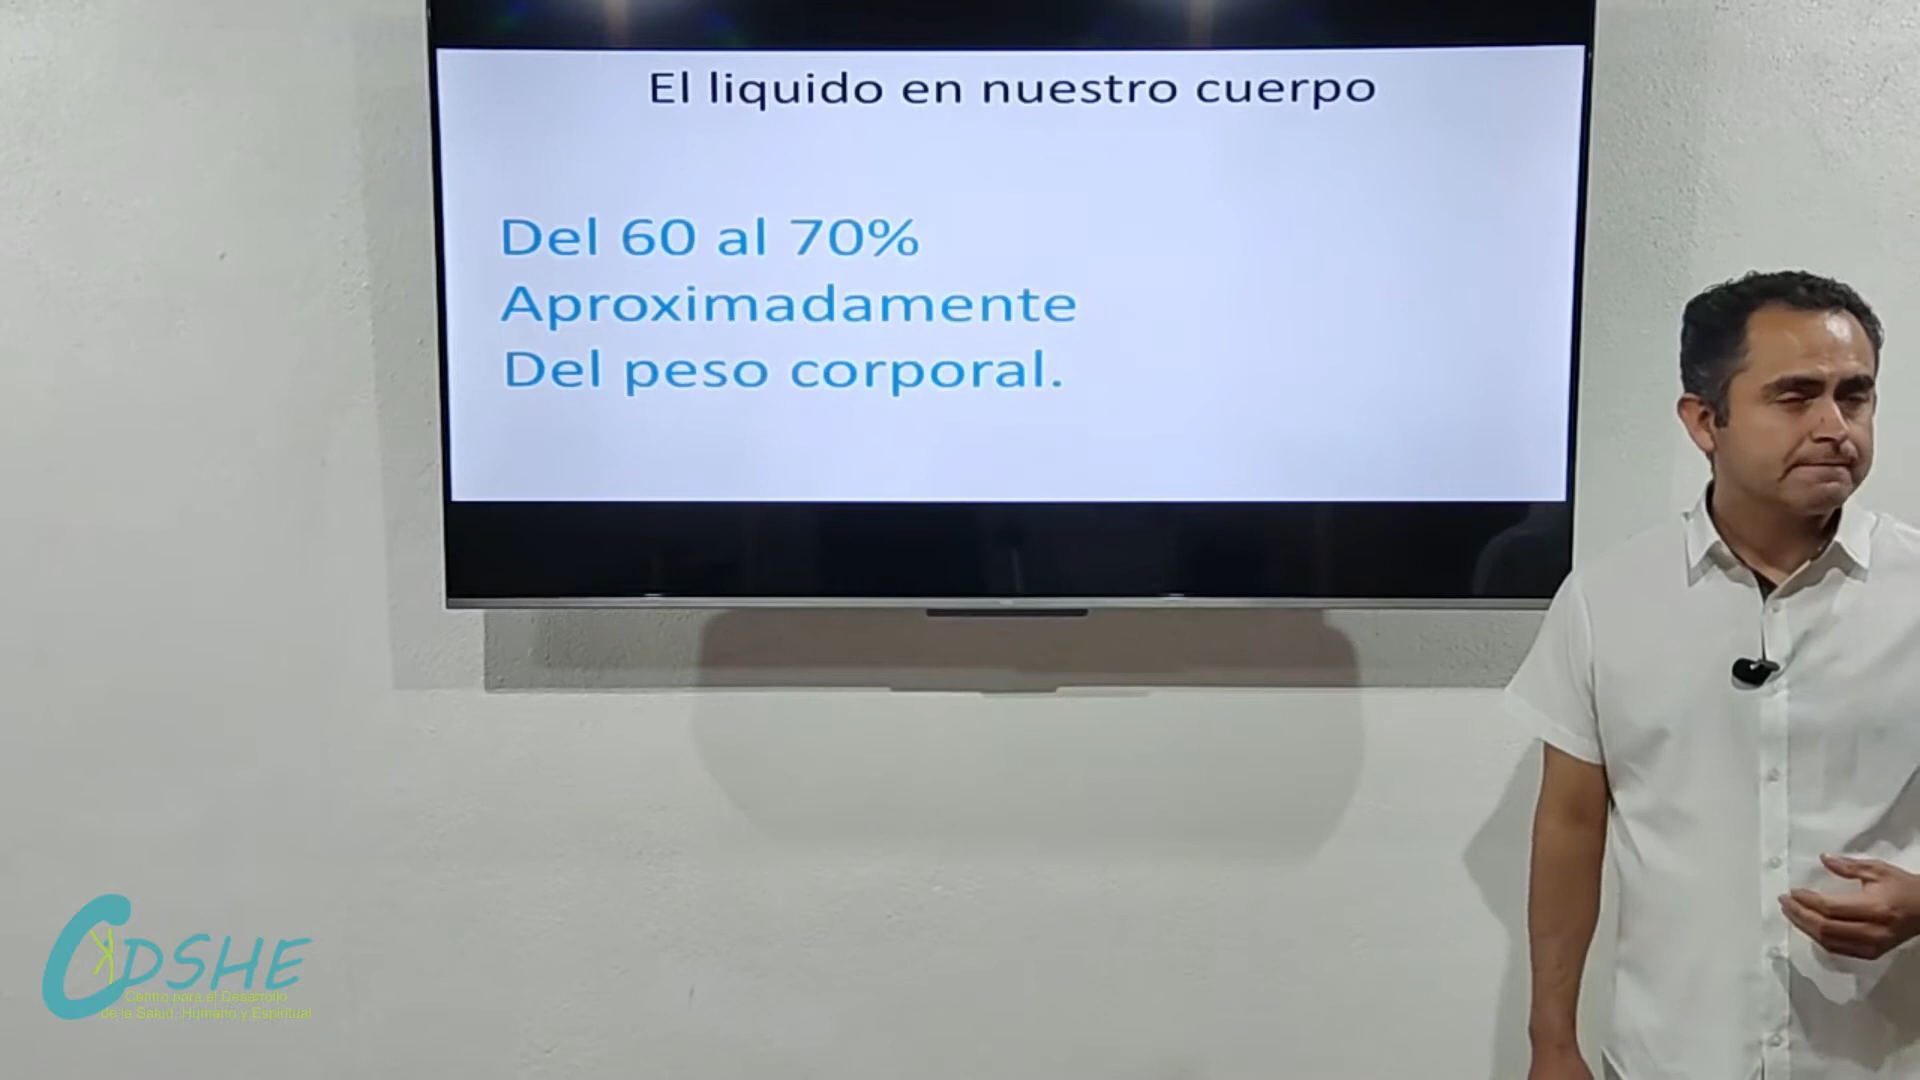 El liquido en nuestro cuerpo
Del 60 al 70%
Aproximadamente
Del peso corporal.
CDSHE
Centro para el Desarrollo
de la Salud, Humano y Espiritual